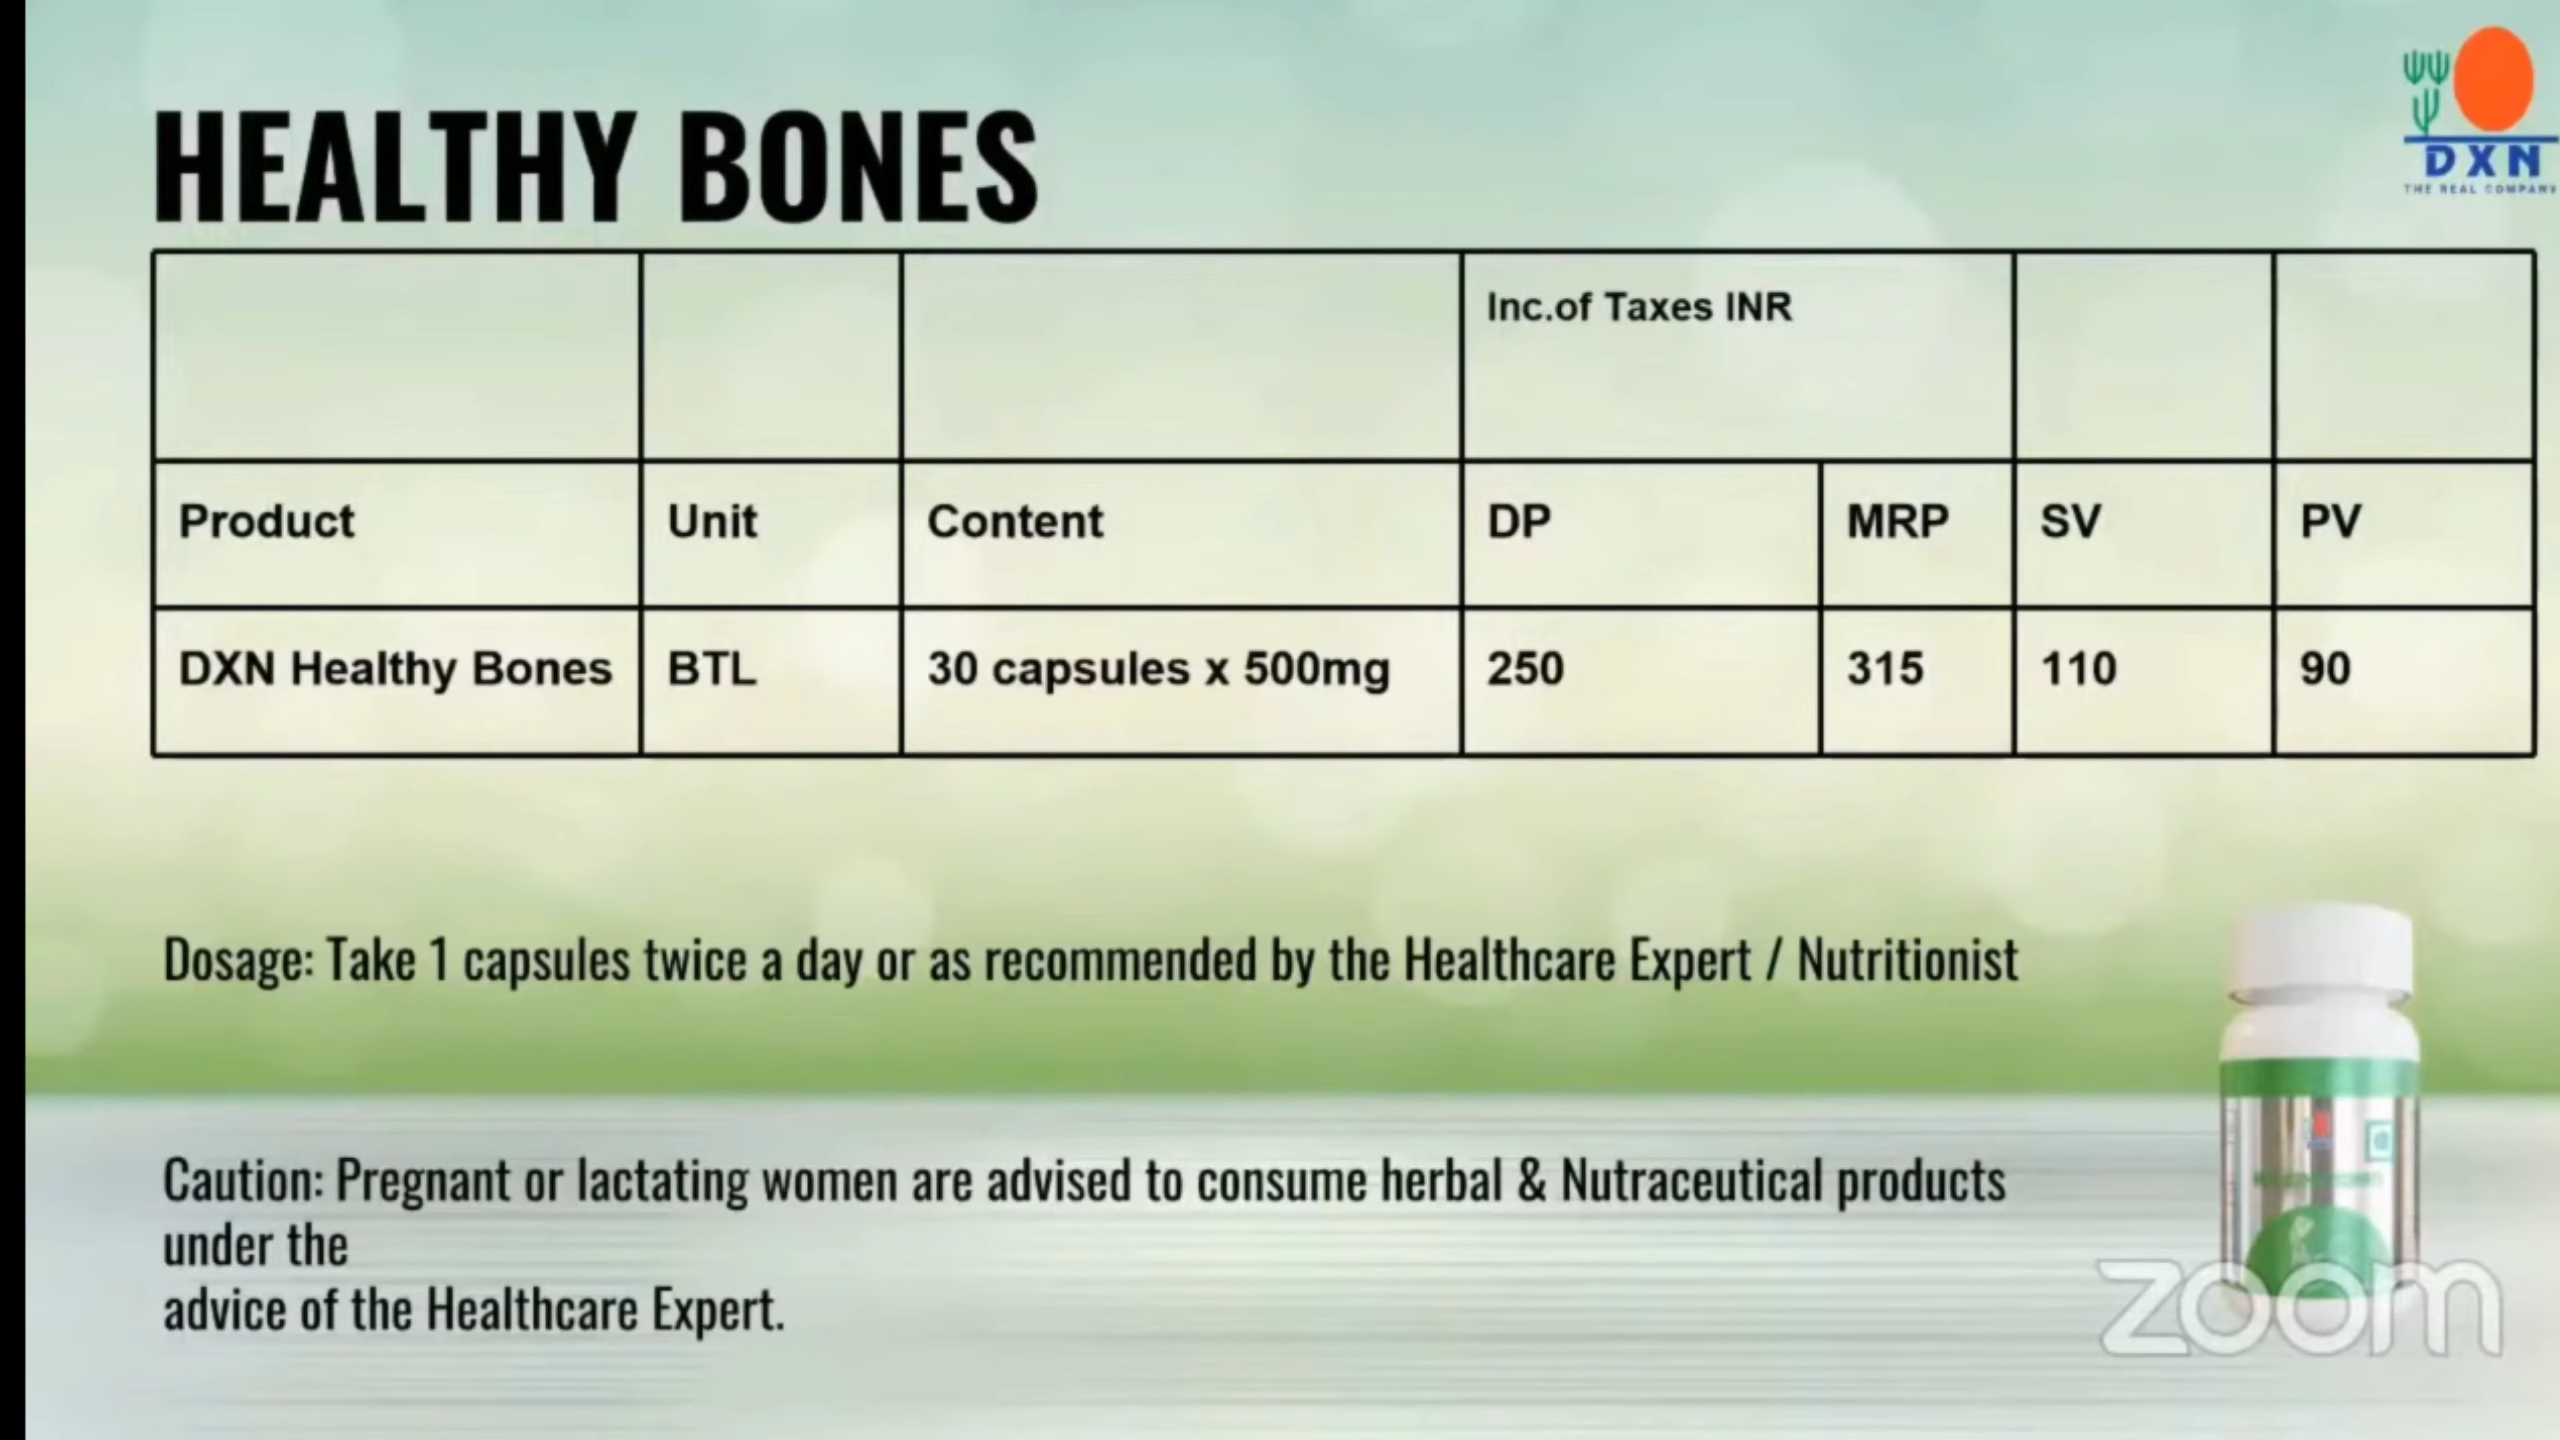 DXN
THE REAL COMPANY
HEALTHY BONES
Inc.of Taxes INR
Product Unit Content DP MRP SV PV
DXN Healthy Bones BTL 30 capsules x 500mg 250 315 110 90
Dosage: Take 1 capsules twice a day or as recommended by the Healthcare Expert / Nutritionist
Caution: Pregnant or lactating women are advised to consume herbal & Nutraceutical products
under the
advice of the Healthcare Expert.
zoom